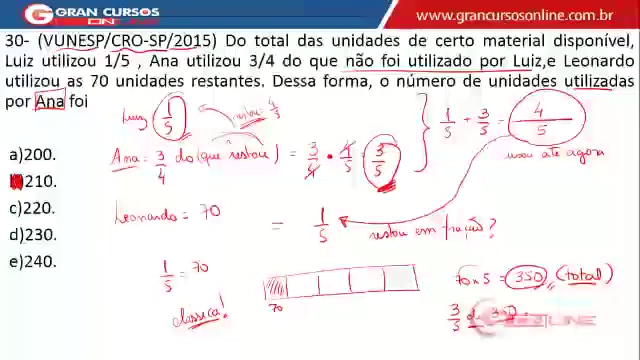 GRAN CURSOS
ONLINE
www.grancursosonline.com.br
30- (VUNESP/CRO-SP/2015) Do total das unidades de certo material disponível,
Luiz utilizou 1/5 , Ana utilizou 3/4 do que não foi utilizado por Luiz,e Leonardo
utilizou as 70 unidades restantes. Dessa forma, o número de unidades utilizadas
por Ana foi
Luiz 1/5 restou = 4/5
1/5 + 3/5 = 4/5
usou até agora
a)200.
Ana = 3/4 do (que restou) = 3/4 • 4/5 = 3/5
b)210.
c)220.
Leonardo = 70 = 1/5 restou em fração?
d)230.
e)240.
1/5 = 70
70 x 5 = 350 (total)
clássica!
70
3/5 d 350